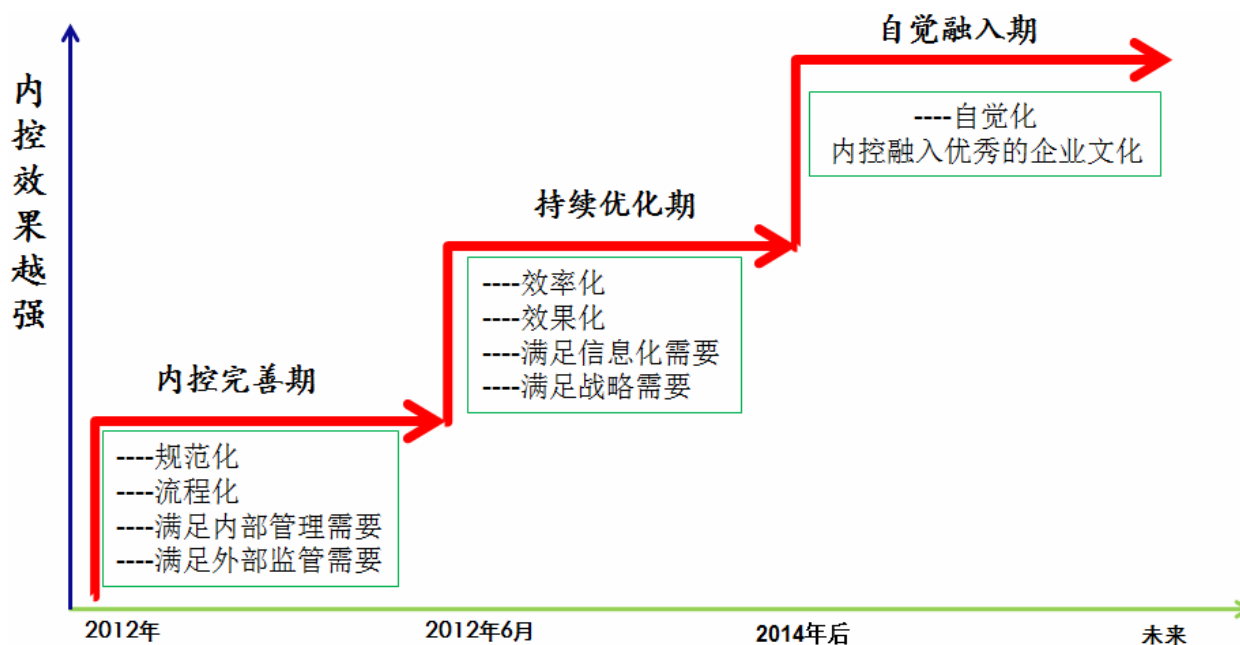 自觉融入期
----自觉化
内控融入优秀的企业文化
内控效果越强
持续优化期
----效率化
----效果化
----满足信息化需要
----满足战略需要
内控完善期
----规范化
----流程化
----满足内部管理需要
----满足外部监管需要
2012年
2012年6月
2014年后
未来